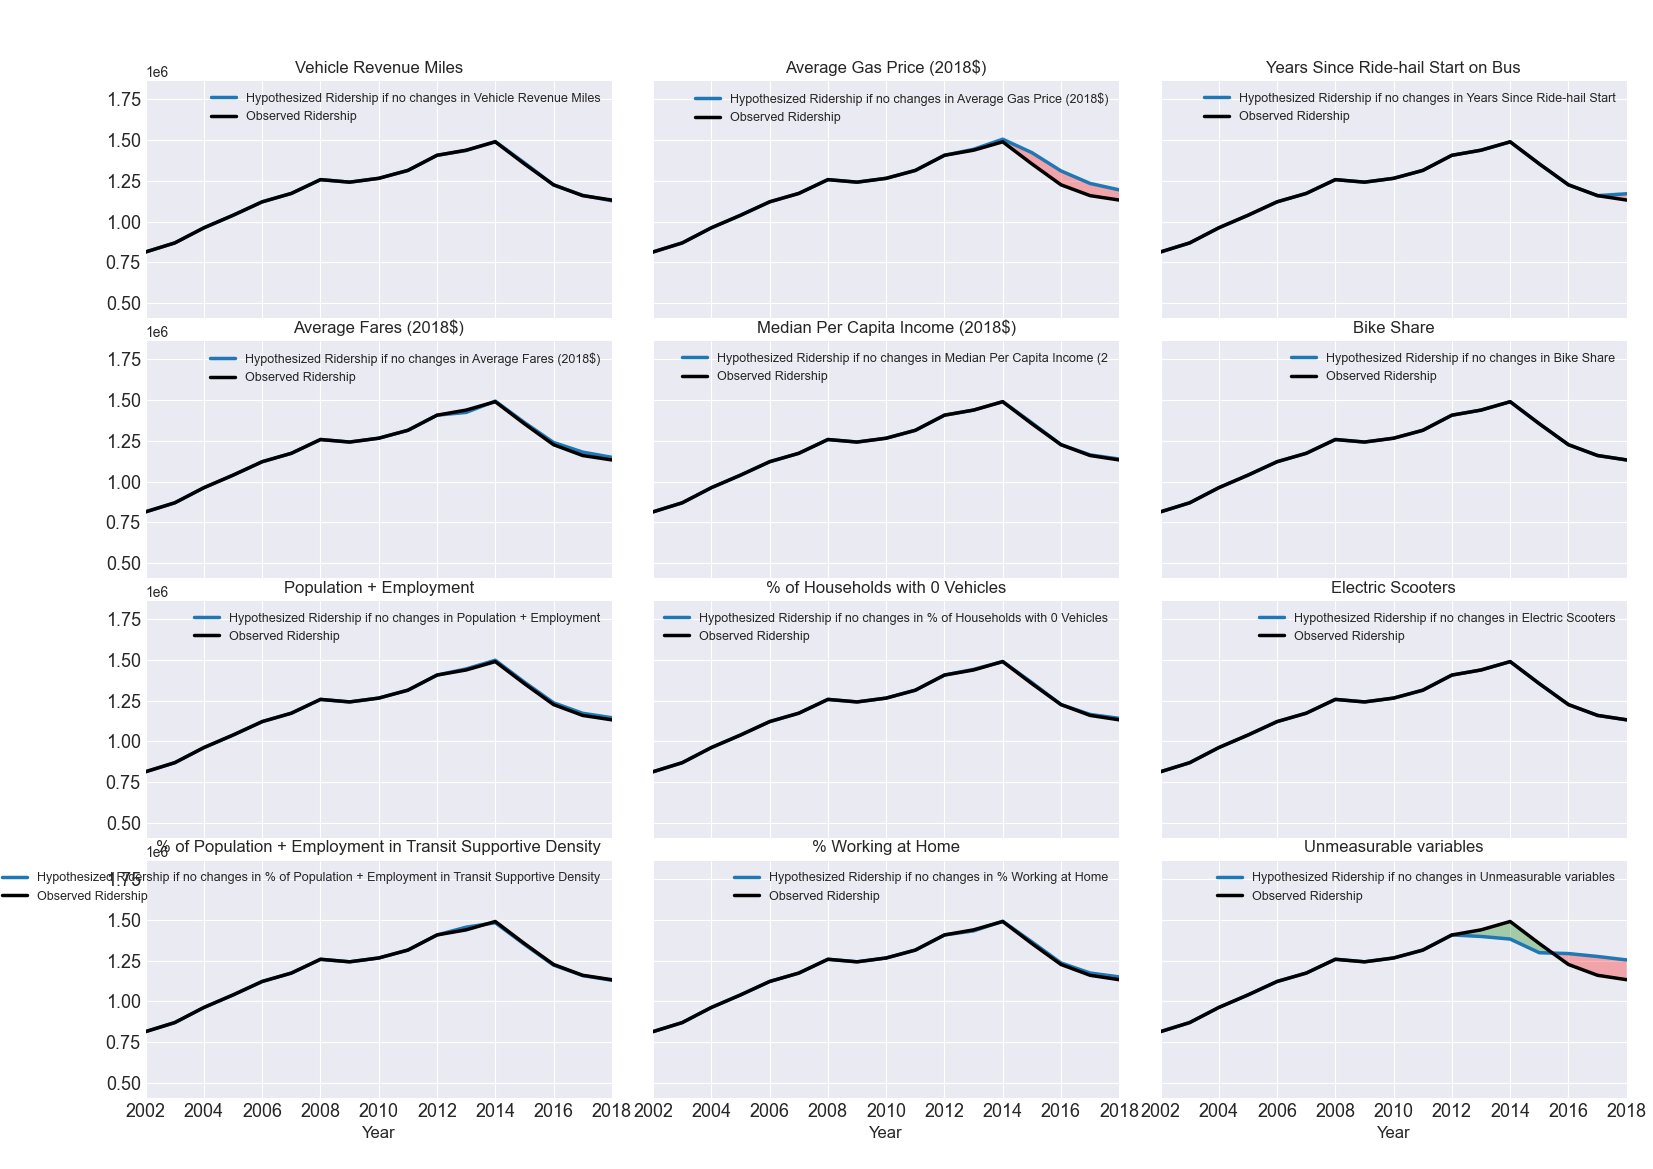 Vehicle Revenue Miles
1e6
Hypothesized Ridership if no changes in Vehicle Revenue Miles
Observed Ridership
1.75
1.50
1.25
1.00
0.75
0.50
Average Gas Price (2018$)
Hypothesized Ridership if no changes in Average Gas Price (2018$)
Observed Ridership
Years Since Ride-hail Start on Bus
Hypothesized Ridership if no changes in Years Since Ride-hail Start
Observed Ridership
Average Fares (2018$)
1e6
Hypothesized Ridership if no changes in Average Fares (2018$)
Observed Ridership
1.75
1.50
1.25
1.00
0.75
0.50
Median Per Capita Income (2018$)
Hypothesized Ridership if no changes in Median Per Capita Income (2
Observed Ridership
Bike Share
Hypothesized Ridership if no changes in Bike Share
Observed Ridership
Population + Employment
1e6
Hypothesized Ridership if no changes in Population + Employment
Observed Ridership
1.75
1.50
1.25
1.00
0.75
0.50
% of Households with 0 Vehicles
Hypothesized Ridership if no changes in % of Households with 0 Vehicles
Observed Ridership
Electric Scooters
Hypothesized Ridership if no changes in Electric Scooters
Observed Ridership
% of Population + Employment in Transit Supportive Density
1e6
Hypothesized Ridership if no changes in % of Population + Employment in Transit Supportive Density
Observed Ridership
1.75
1.50
1.25
1.00
0.75
0.50
2002 2004 2006 2008 2010 2012 2014 2016 2018
Year
% Working at Home
Hypothesized Ridership if no changes in % Working at Home
Observed Ridership
2002 2004 2006 2008 2010 2012 2014 2016 2018
Year
Unmeasurable variables
Hypothesized Ridership if no changes in Unmeasurable variables
Observed Ridership
2002 2004 2006 2008 2010 2012 2014 2016 2018
Year